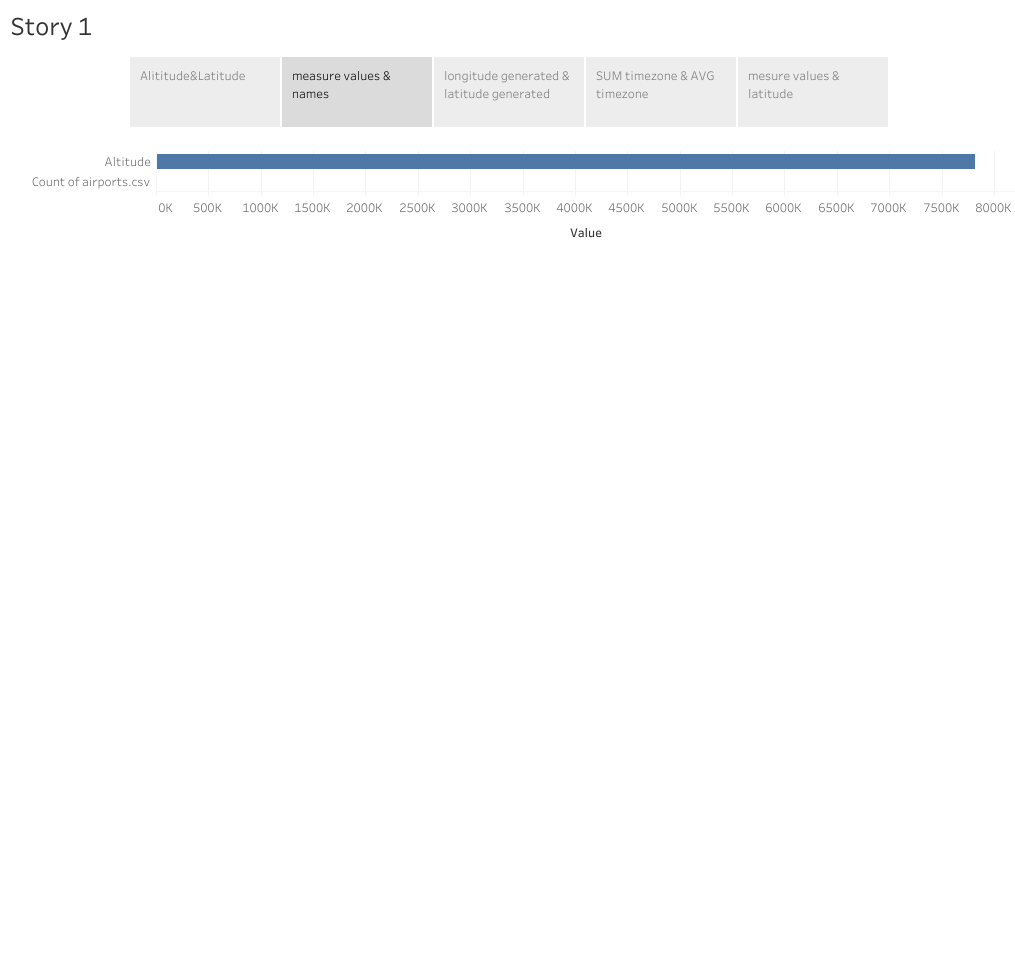 Story 1
Alititude&Latitude
measure values &
names
longitude generated &
latitude generated
SUM timezone & AVG
timezone
mesure values &
latitude
Altitude
Count of airports.csv
0K 500K 1000K 1500K 2000K 2500K 3000K 3500K 4000K 4500K 5000K 5500K 6000K 6500K 7000K 7500K 8000K
Value